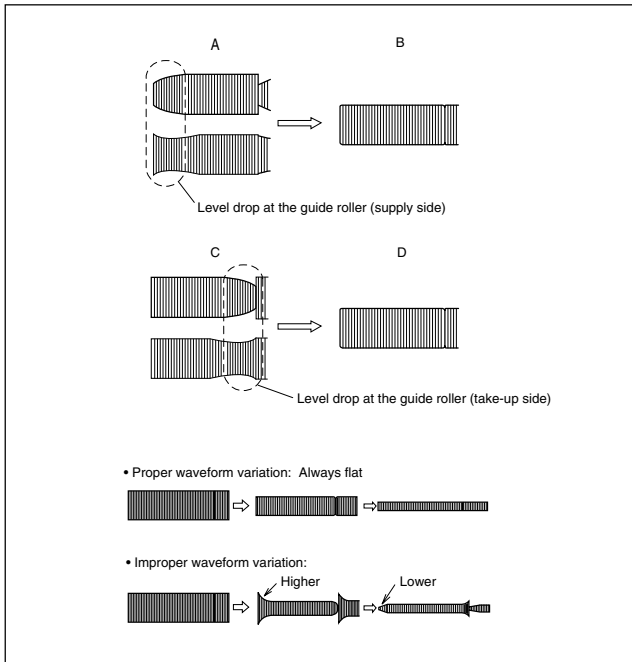 A
B
Level drop at the guide roller (supply side)
C
D
Level drop at the guide roller (take-up side)
• Proper waveform variation: Always flat
• Improper waveform variation:
Higher
Lower